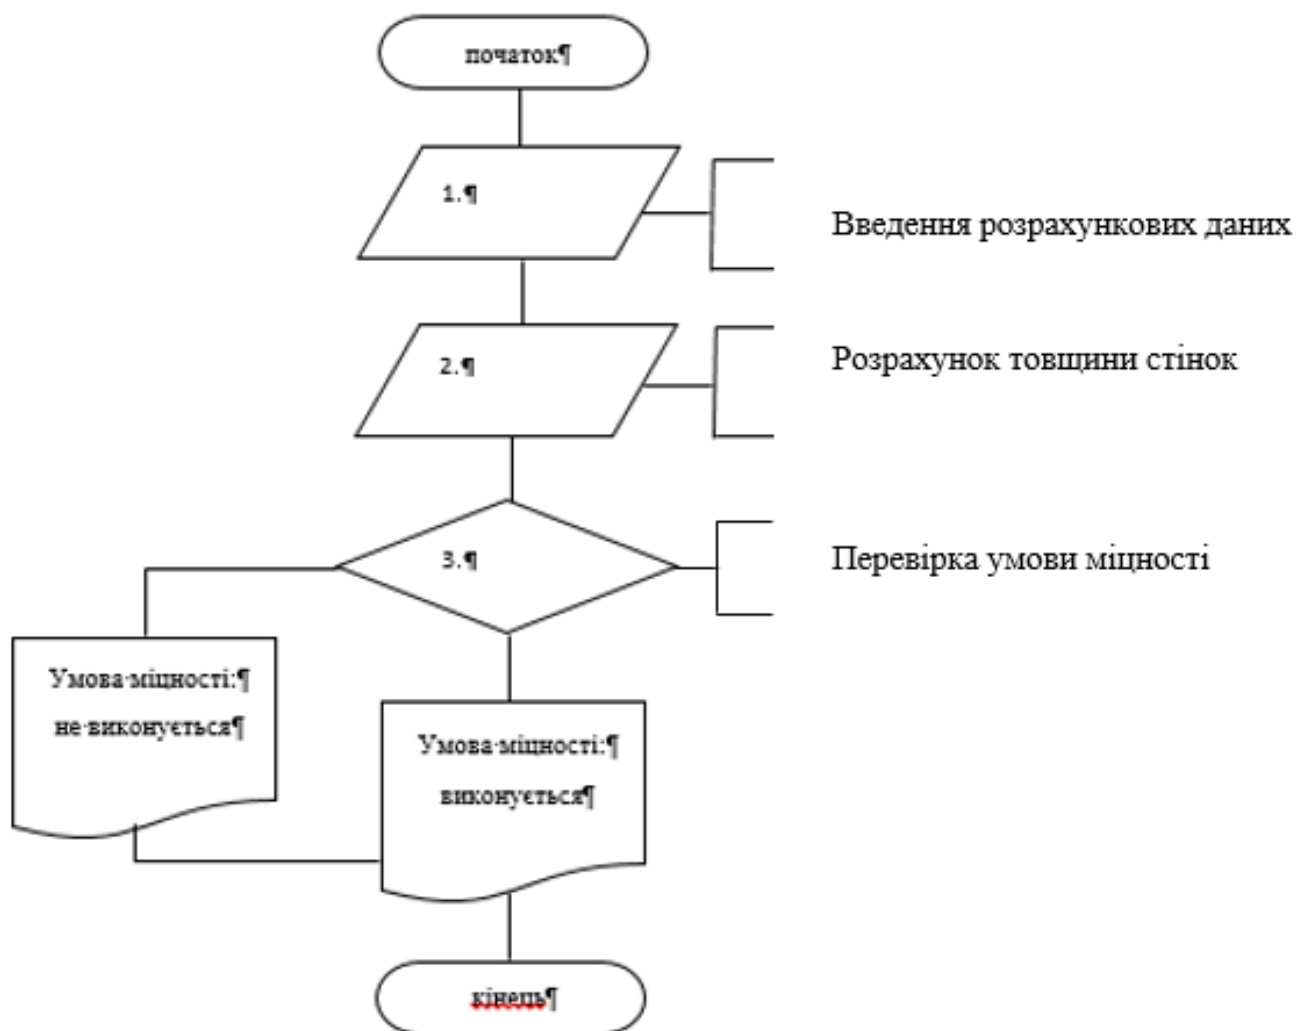 початок¶
1.¶
Введення розрахункових даних
2.¶
Розрахунок товщини стінок
3.¶
Перевірка умови міцності
Умова·міцності:¶
не·виконується¶
Умова·міцності:¶
виконується¶
кінець¶